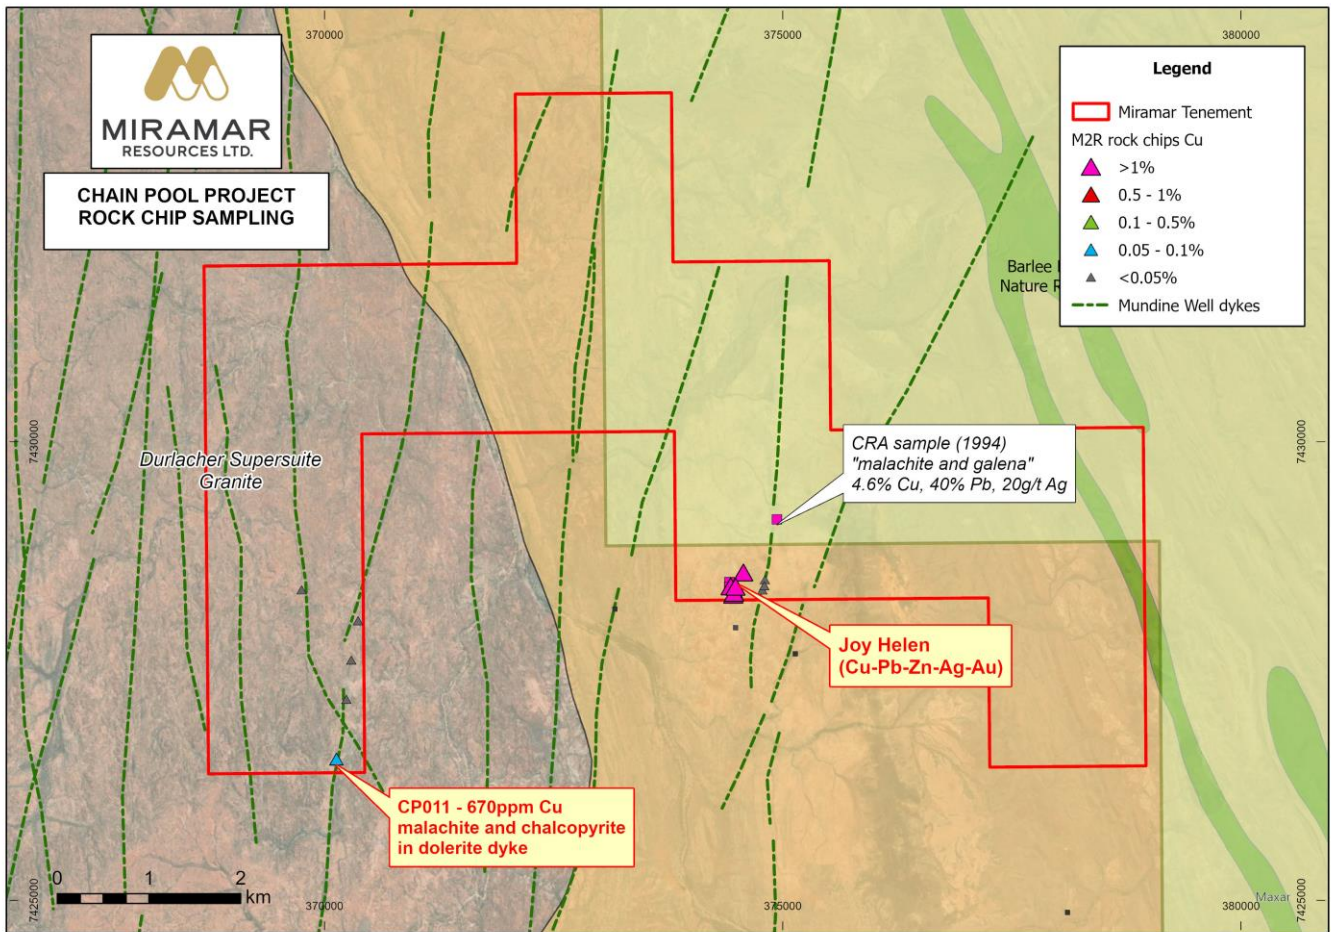 370000
375000
380000
MIRAMAR
RESOURCES LTD.
CHAIN POOL PROJECT
ROCK CHIP SAMPLING
Legend
Miramar Tenement
M2R rock chips Cu
>1%
0.5 - 1%
0.1 - 0.5%
0.05 - 0.1%
<0.05%
Mundine Well dykes
Barlee
Nature
7430000
7430000
Durlacher Supersuite
Granite
CRA sample (1994)
"malachite and galena"
4.6% Cu, 40% Pb, 20g/t Ag
Joy Helen
(Cu-Pb-Zn-Ag-Au)
CP011 - 670ppm Cu
malachite and chalcopyrite
in dolerite dyke
0 1 2
km
7425000
370000
375000
380000
Maxar
7425000